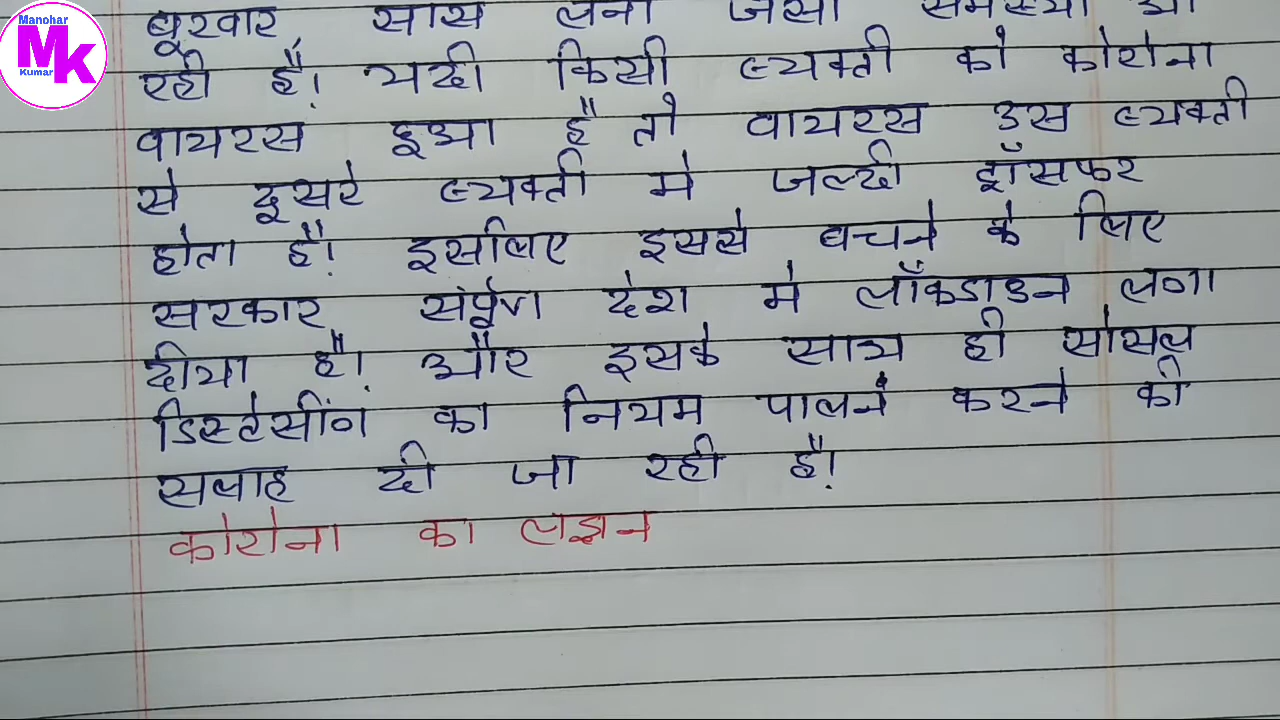 Manohar
MK
Kumar
बूखार, साथ लेना जैसी समस्या आ
रही है। यदी किसी व्यक्ती को कोरोना
वायरस हुआ है तो वायरस उस व्यक्ती
से दूसरे व्यक्ती मे जल्दी ट्राँसफर
होता है। इसलिए इससे बचने के लिए
सरकार संर्पूण देश मे लॉकडाउन लगा
दीया है। और इसके साथ ही सोसल
डिस्टेसींग का नियम पालने करने की
सलाह दी जा रही है।
कोरोना का लक्षन